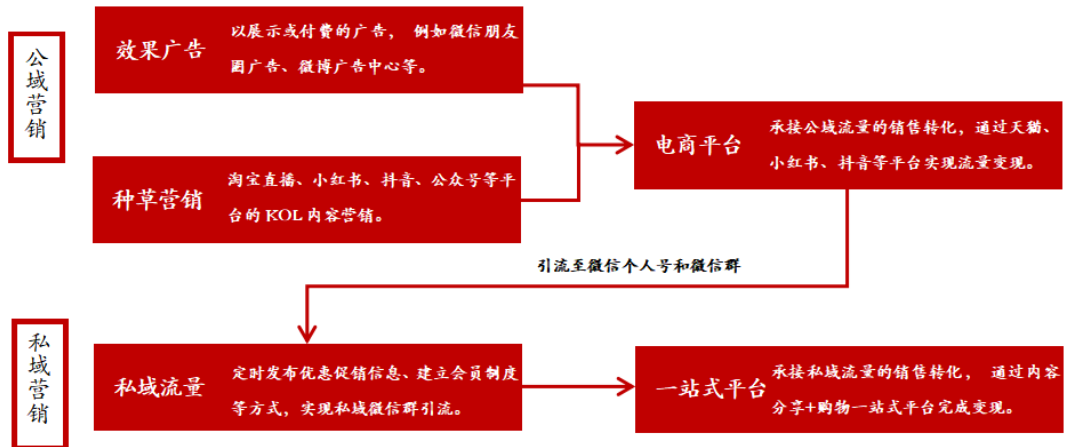 公域营销
效果广告
以展示或付费的广告， 例如微信朋友
圈广告、微博广告中心等。
种草营销
淘宝直播、小红书、抖音、公众号等平
台的 KOL 内容营销。
电商平台
承接公域流量的销售转化，通过天猫、
小红书、抖音等平台实现流量变现。
引流至微信个人号和微信群
私域营销
私域流量
定时发布优惠促销信息、建立会员制度
等方式，实现私域微信群引流。
一站式平台
承接私域流量的销售转化， 通过内容
分享+购物一站式平台完成变现。